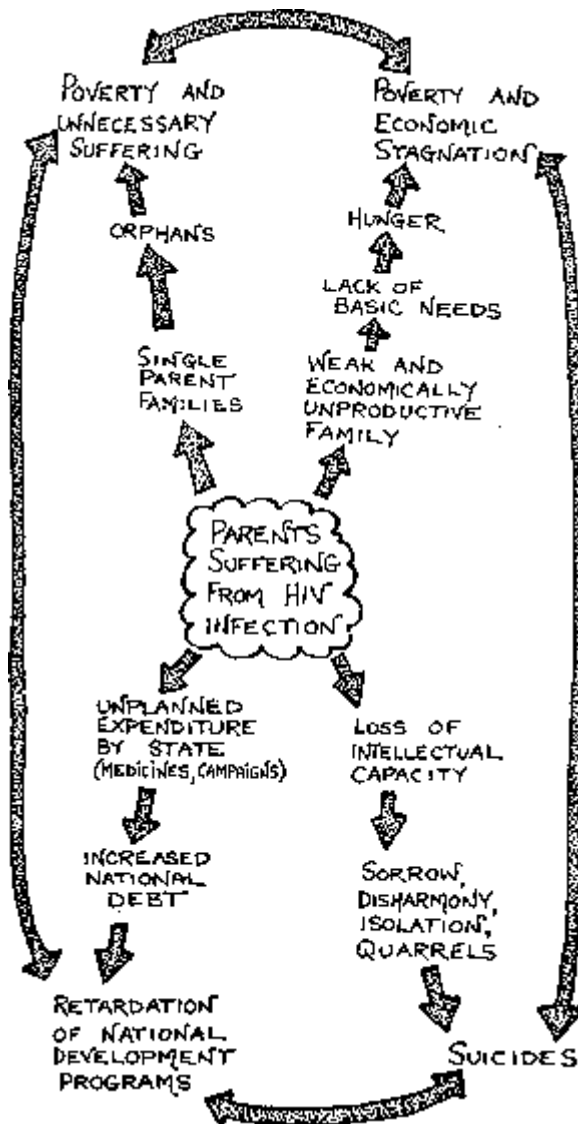 POVERTY AND
UNNECESSARY
SUFFERING
POVERTY AND
ECONOMIC
STAGNATION
ORPHANS
HUNGER
LACK OF
BASIC NEEDS
SINGLE
PARENT
FAMILIES
WEAK AND
ECONOMICALLY
UNPRODUCTIVE
FAMILY
PARENTS
SUFFERING
FROM HIV
INFECTION
UNPLANNED
EXPENDITURE
BY STATE
(MEDICINES, CAMPAIGNS)
LOSS OF
INTELLECTUAL
CAPACITY
INCREASED
NATIONAL
DEBT
SORROW,
DISHARMONY,
ISOLATION,
QUARRELS
RETARDATION
OF NATIONAL
DEVELOPMENT
PROGRAMS
SUICIDES